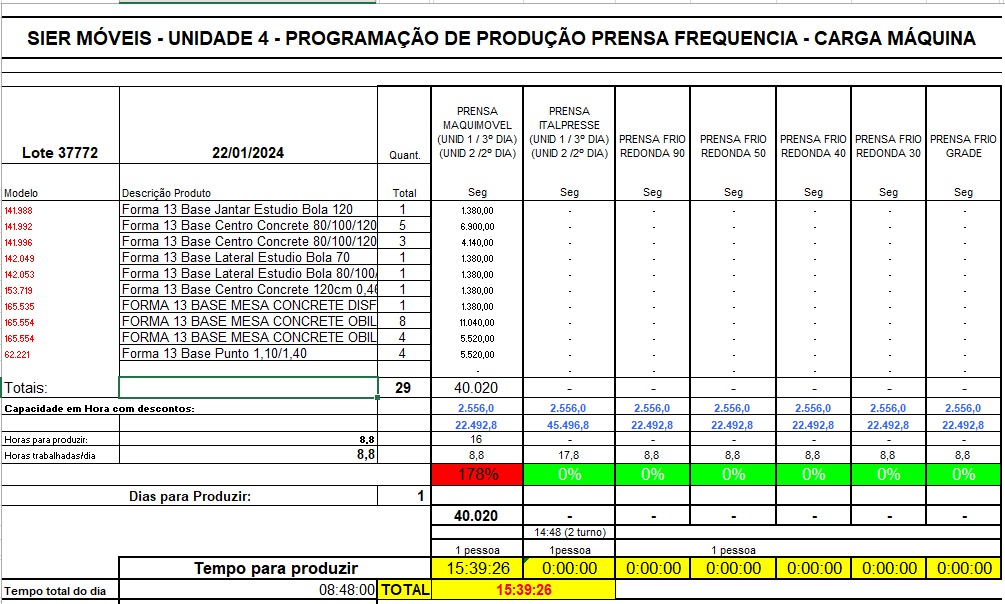 SIER MÓVEIS - UNIDADE 4 - PROGRAMAÇÃO DE PRODUÇÃO PRENSA FREQUENCIA - CARGA MÁQUINA
Lote 37772 22/01/2024 Quant. PRENSA MAQUIMOVEL (UNID 1 / 3º DIA) (UNID 2 /2º DIA) PRENSA ITALPRESSE (UNID 1 / 3º DIA) (UNID 2 /2º DIA) PRENSA FRIO REDONDA 90 PRENSA FRIO REDONDA 50 PRENSA FRIO REDONDA 40 PRENSA FRIO REDONDA 30 PRENSA FRIO GRADE
Modelo Descrição Produto Total Seg Seg Seg Seg Seg Seg Seg
141.988 Forma 13 Base Jantar Estudio Bola 120 1 1.380,00 - - - - - -
141.992 Forma 13 Base Centro Concrete 80/100/120 5 6.900,00 - - - - - -
141.996 Forma 13 Base Centro Concrete 80/100/120 3 4.140,00 - - - - - -
142.049 Forma 13 Base Lateral Estudio Bola 70 1 1.380,00 - - - - - -
142.053 Forma 13 Base Lateral Estudio Bola 80/100/ 1 1.380,00 - - - - - -
153.719 Forma 13 Base Centro Concrete 120cm 0,46 1 1.380,00 - - - - - -
165.535 FORMA 13 BASE MESA CONCRETE DISF 1 1.380,00 - - - - - -
165.554 FORMA 13 BASE MESA CONCRETE OBIL 8 11.040,00 - - - - - -
165.554 FORMA 13 BASE MESA CONCRETE OBIL 4 5.520,00 - - - - - -
62.221 Forma 13 Base Punto 1,10/1,40 4 5.520,00 - - - - - -
- - - - - - -
Totais: 29 40.020 - - - - - -
Capacidade em Hora com descontos: 2.556,0 2.556,0 2.556,0 2.556,0 2.556,0 2.556,0 2.556,0
22.492,8 45.496,8 22.492,8 22.492,8 22.492,8 22.492,8 22.492,8
Horas para produzir: 8,8 16 - - - - - -
Horas trabalhadas/dia 8,8 8,8 17,8 8,8 8,8 8,8 8,8 8,8
178% 0% 0% 0% 0% 0% 0%
Dias para Produzir: 1
40.020 - - - - - -
14:48 (2 turno)
1 pessoa 1pessoa 1 pessoa
Tempo para produzir 15:39:26 0:00:00 0:00:00 0:00:00 0:00:00 0:00:00 0:00:00
Tempo total do dia 08:48:00 TOTAL 15:39:26